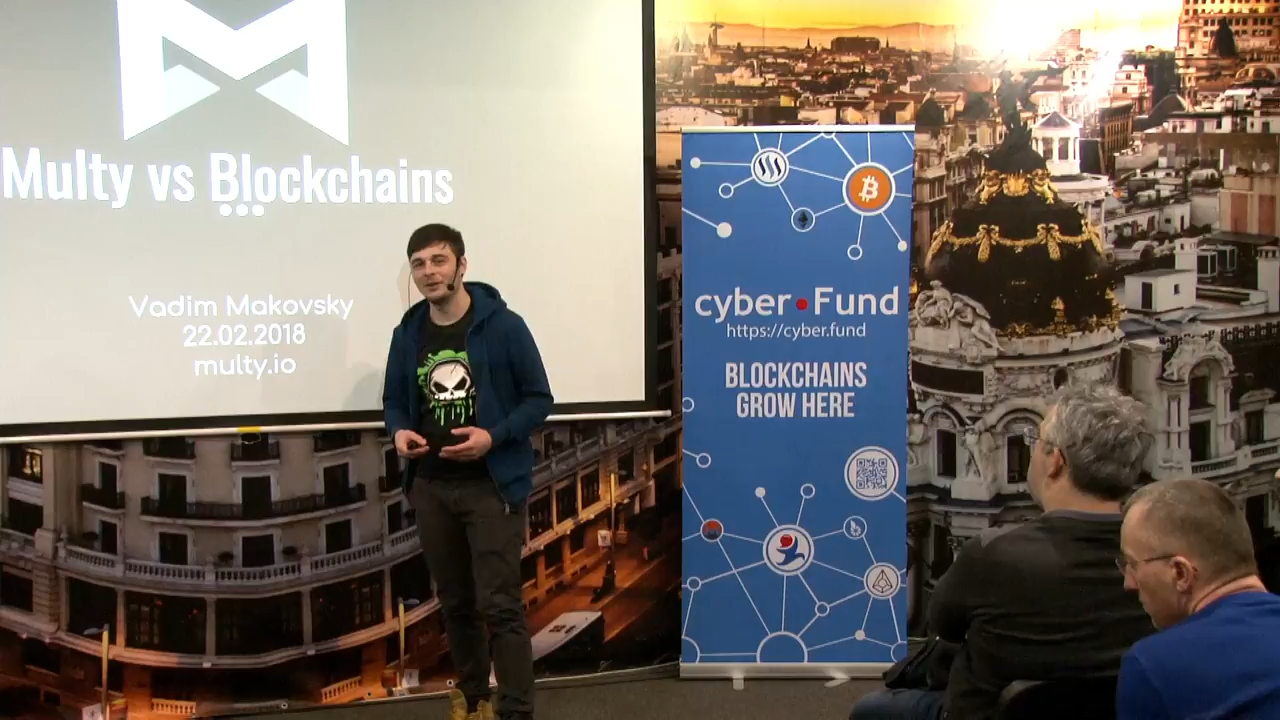 Multy vs Blockchains
Vadim Makovsky
22.02.2018
multy.io
cyber•Fund
https://cyber.fund
BLOCKCHAINS
GROW HERE